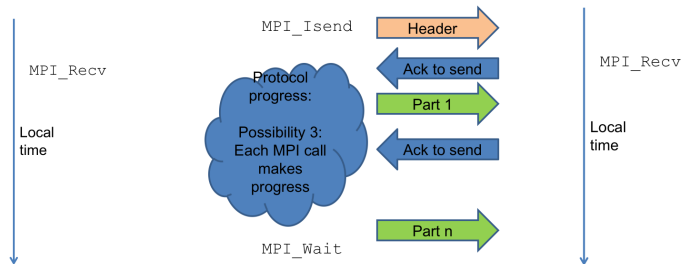 MPI_Isend
Header
MPI_Recv
Ack to send
MPI_Recv
Protocol
progress:
Part 1
Possibility 3:
Each MPI call
makes
progress
Ack to send
Local
time
Local
time
Part n
MPI_Wait